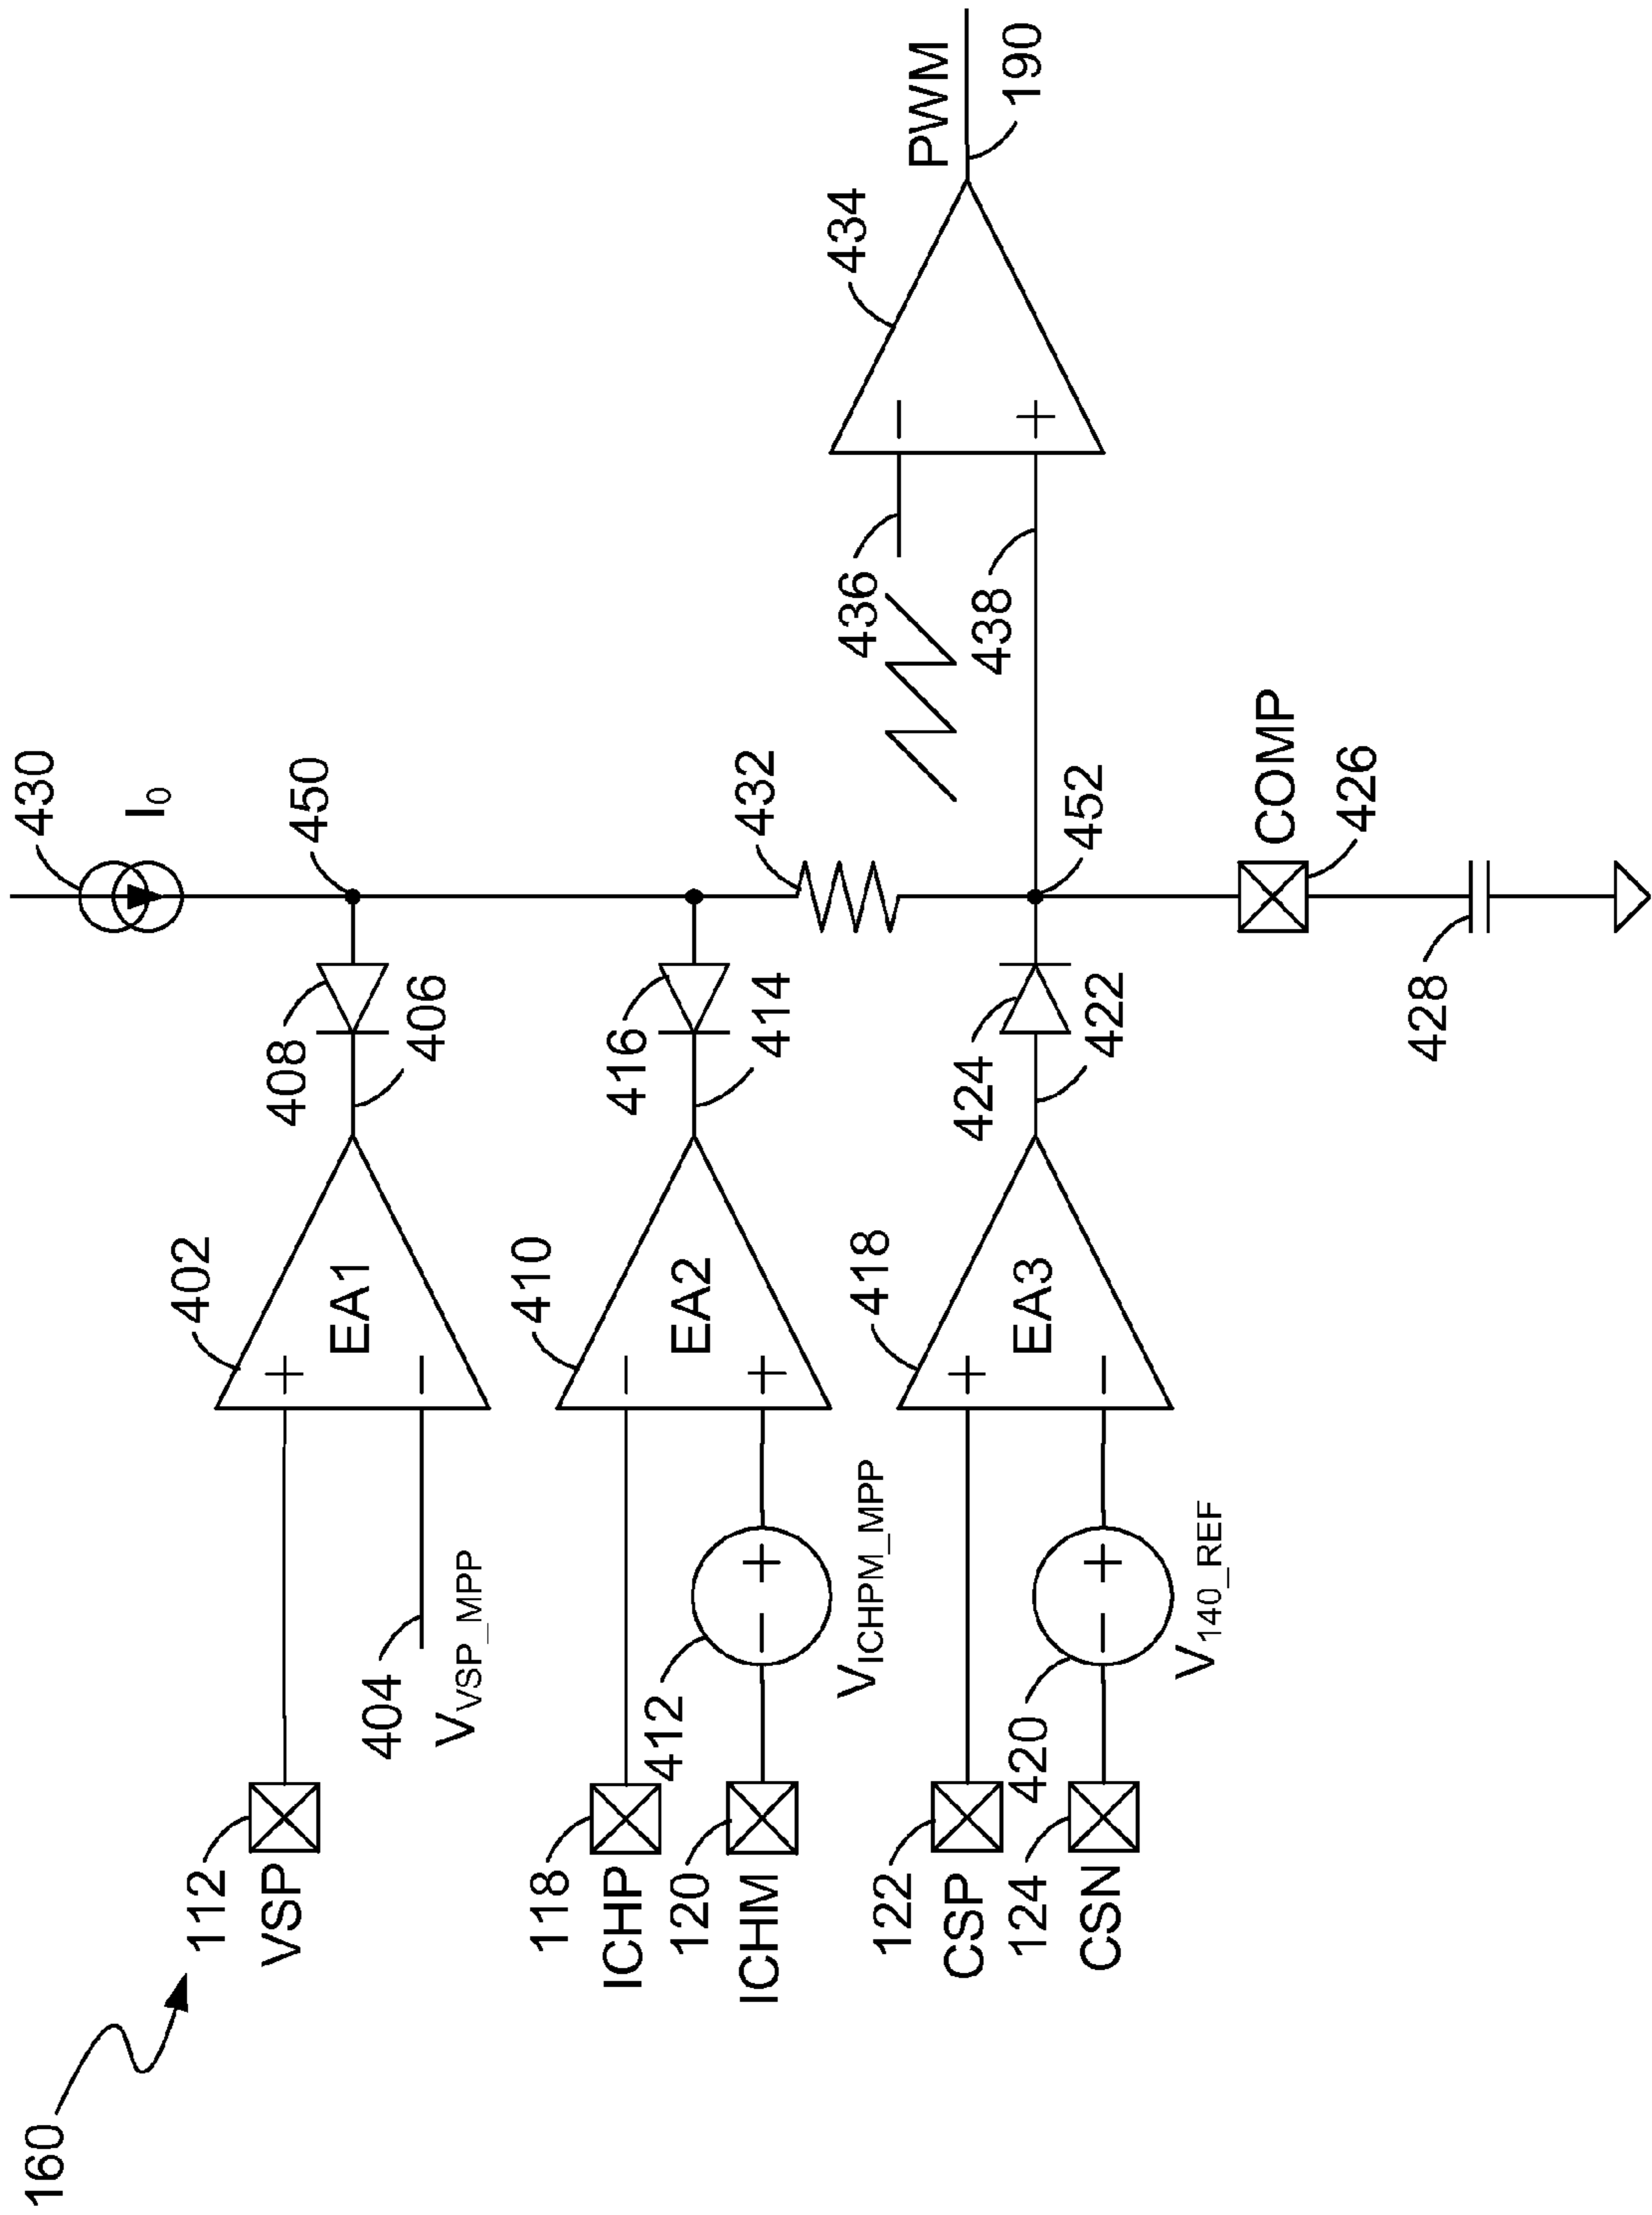 160
430
I0
450
402
408
406
112
VSP
+
EA1
−
404
VVSP_MPP
410
416
414
118
ICHP
−
EA2
+
412
120
ICHM
− +
VICHPM_MPP
432
434
PWM
190
436
−
+
438
452
418
424
422
122
CSP
+
EA3
−
420
124
CSN
− +
V140_REF
COMP
426
428